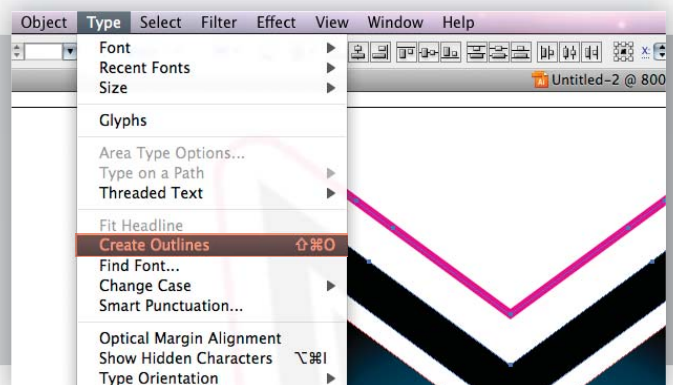 Object Type Select Filter Effect View Window Help
Font
Recent Fonts
Size
Untitled-2 @ 800
x:
Glyphs
Area Type Options...
Type on a Path
Threaded Text
Fit Headline
Create Outlines ⇧⌘O
Find Font...
Change Case
Smart Punctuation...
Optical Margin Alignment
Show Hidden Characters ⌥⌘I
Type Orientation